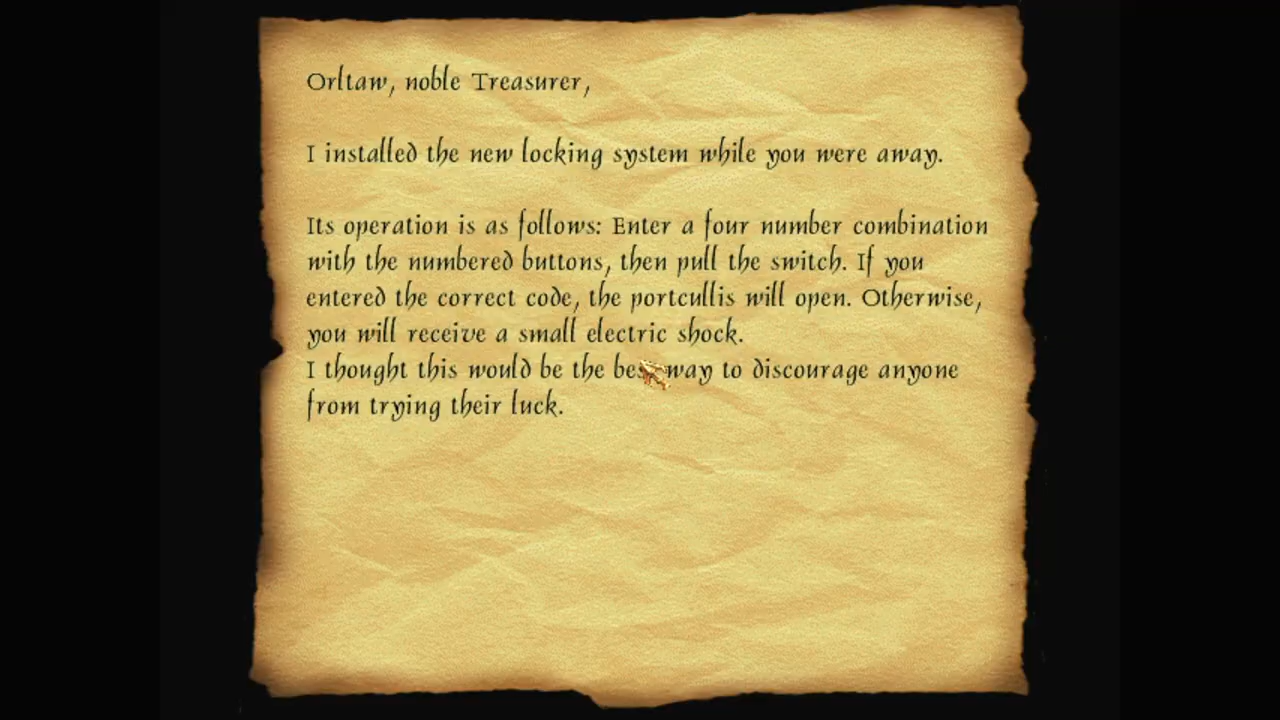 Orltaw, noble Treasurer,
I installed the new locking system while you were away.
Its operation is as follows: Enter a four number combination
with the numbered buttons, then pull the switch. If you
entered the correct code, the portcullis will open. Otherwise,
you will receive a small electric shock.
I thought this would be the best way to discourage anyone
from trying their luck.